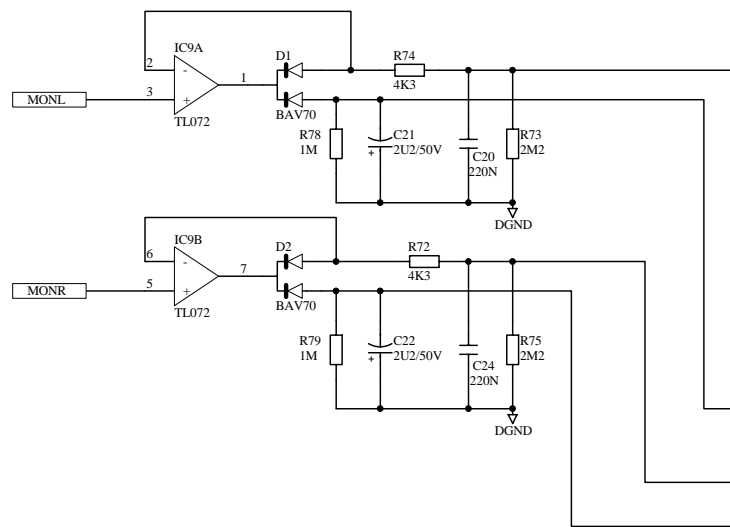 IC9A
2
-
1
MONL
3
+
TL072
D1
BAV70
R74
4K3
R78
1M
C21
2U2/50V
+
C20
220N
R73
2M2
DGND
IC9B
6
-
7
MONR
5
+
TL072
D2
BAV70
R72
4K3
R79
1M
C22
2U2/50V
+
C24
220N
R75
2M2
DGND